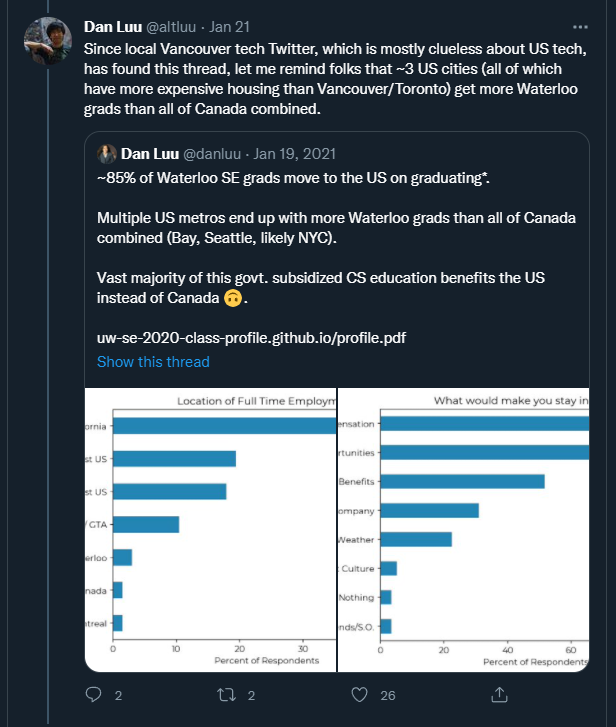 Dan Luu @altluu · Jan 21
Since local Vancouver tech Twitter, which is mostly clueless about US tech,
has found this thread, let me remind folks that ~3 US cities (all of which
have more expensive housing than Vancouver/Toronto) get more Waterloo
grads than all of Canada combined.
Dan Luu @danluu · Jan 19, 2021
~85% of Waterloo SE grads move to the US on graduating*.
Multiple US metros end up with more Waterloo grads than all of Canada
combined (Bay, Seattle, likely NYC).
Vast majority of this govt. subsidized CS education benefits the US
instead of Canada 🙃.
uw-se-2020-class-profile.github.io/profile.pdf
Show this thread
Location of Full Time Employm
ornia
st US
st US
/ GTA
erloo
nada
ntreal
0 10 20 30
Percent of Respondents
What would make you stay in
ensation
rtunities
Benefits
ompany
Weather
Culture
Nothing
nds/S.O.
0 20 40 60
Percent of Respondents
2 2 26